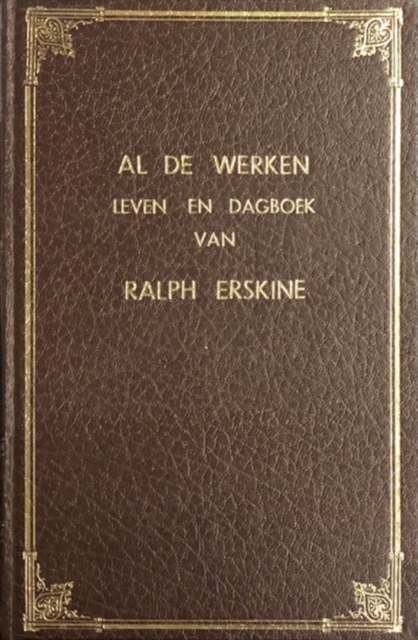 AL DE WERKEN
LEVEN EN DAGBOEK
VAN
RALPH ERSKINE